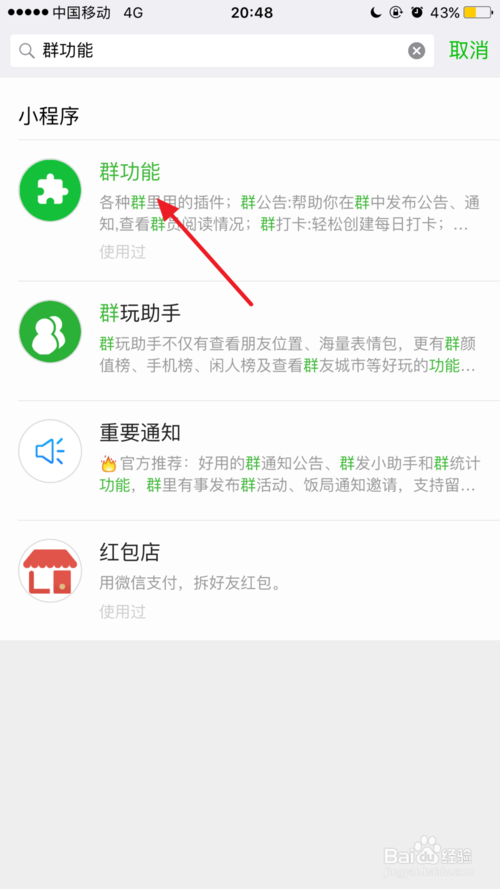 中国移动 4G 20:48 43%
群功能 取消
小程序
群功能
各种群里用的插件；群公告:帮助你在群中发布公告、通
知,查看群员阅读情况；群打卡:轻松创建每日打卡；...
使用过
群玩助手
群玩助手不仅有查看朋友位置、海量表情包，更有群颜
值榜、手机榜、闲人榜及查看群友城市等好玩的功能...
重要通知
官方推荐：好用的群通知公告、群发小助手和群统计
功能，群里有事发布群活动、饭局通知邀请，支持留...
红包店
用微信支付，拆好友红包。
使用过
Baidu经验
jingyan.baidu.com